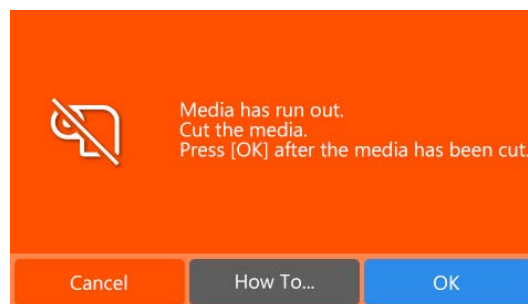 Media has run out.
Cut the media.
Press [OK] after the media has been cut.
Cancel
How To...
OK